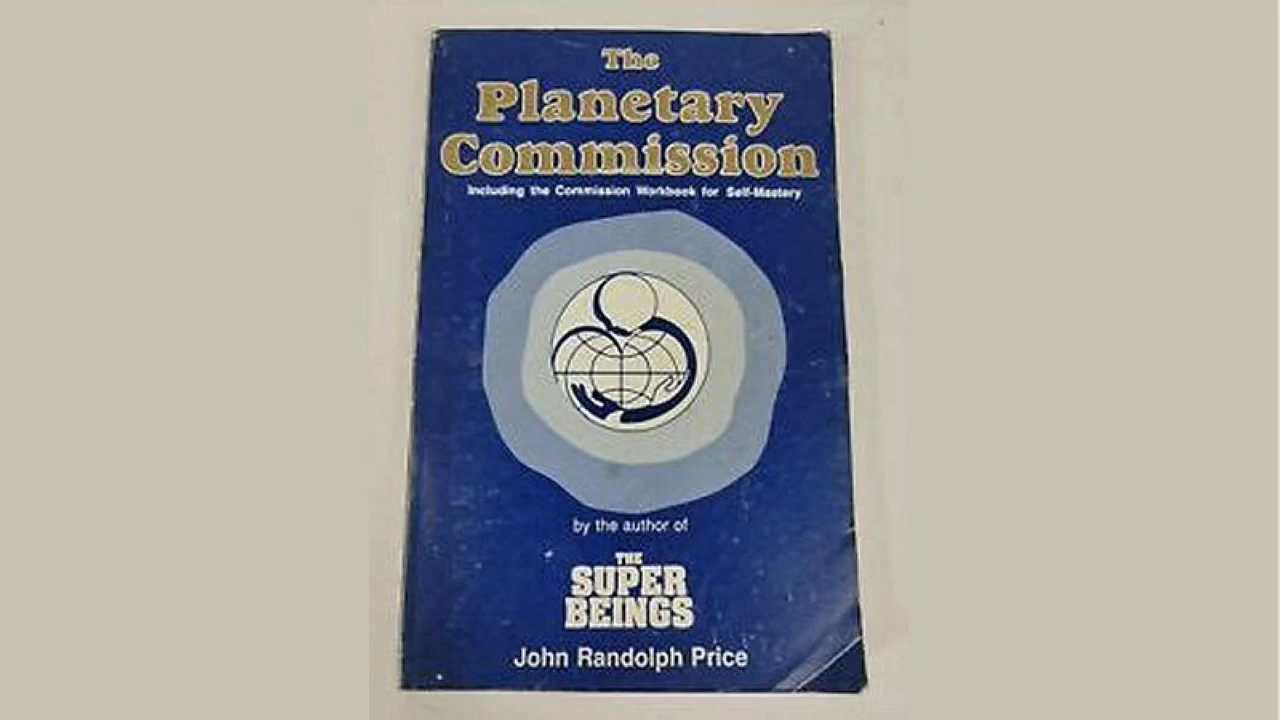 The
Planetary
Commission
Including the Commission Workbook for Self-Mastery
by the author of
THE
SUPER
BEINGS
John Randolph Price